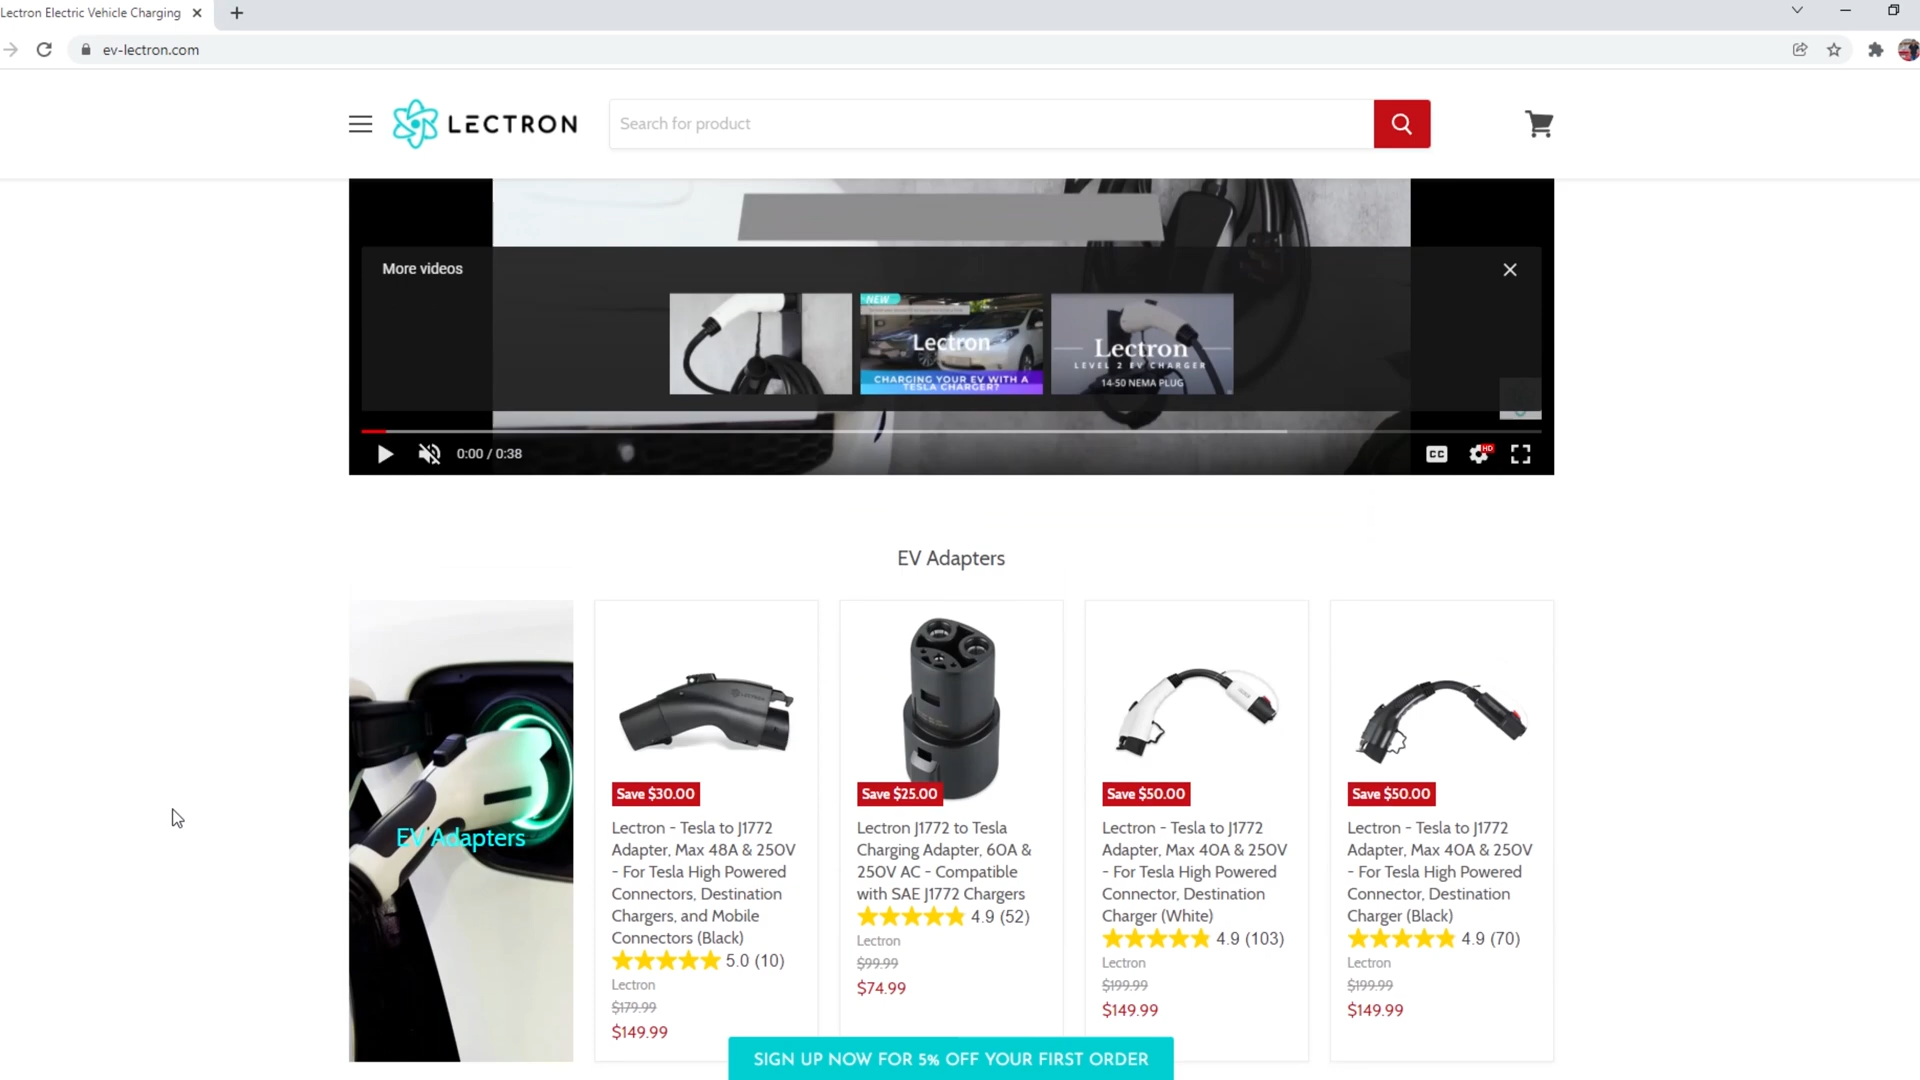 Lectron Electric Vehicle Charging
ev-lectron.com
LECTRON
Search for product
More videos
NEW
Lectron
CHARGING YOUR EV WITH A
TESLA CHARGER?
Lectron
LEVEL 2 EV CHARGER
14-50 NEMA PLUG
0:00 / 0:38
CC
HD
EV Adapters
EV Adapters
Save $30.00
Lectron - Tesla to J1772
Adapter, Max 48A & 250V
- For Tesla High Powered
Connectors, Destination
Chargers, and Mobile
Connectors (Black)
5.0 (10)
Lectron
$179.99
$149.99
Save $25.00
Lectron J1772 to Tesla
Charging Adapter, 60A &
250V AC - Compatible
with SAE J1772 Chargers
4.9 (52)
Lectron
$99.99
$74.99
Save $50.00
Lectron - Tesla to J1772
Adapter, Max 40A & 250V
- For Tesla High Powered
Connector, Destination
Charger (White)
4.9 (103)
Lectron
$199.99
$149.99
Save $50.00
Lectron - Tesla to J1772
Adapter, Max 40A & 250V
- For Tesla High Powered
Connector, Destination
Charger (Black)
4.9 (70)
Lectron
$199.99
$149.99
SIGN UP NOW FOR 5% OFF YOUR FIRST ORDER